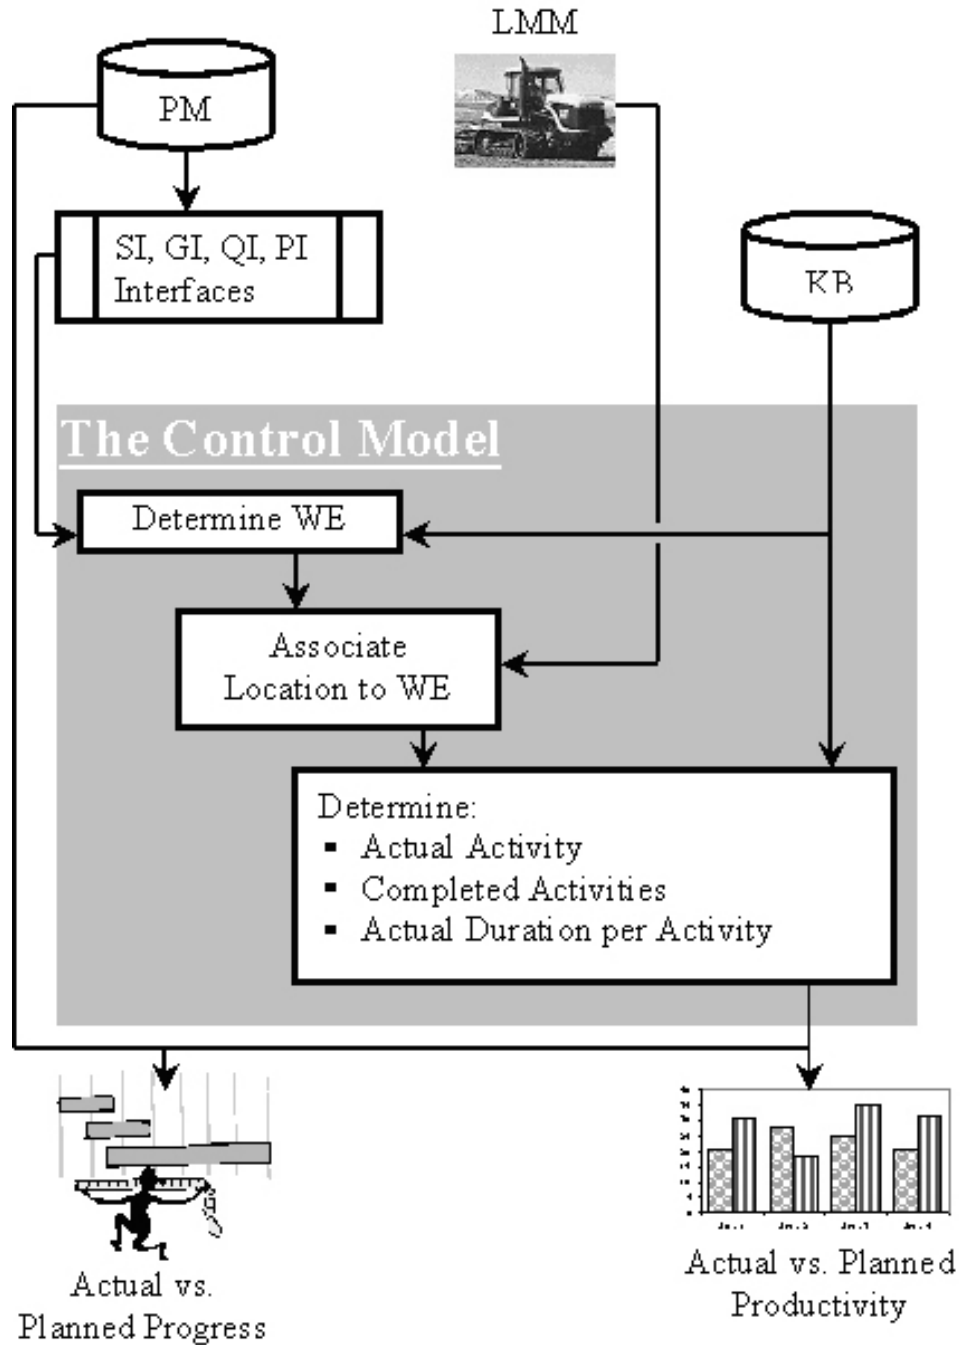 LMM
PM
SI, GI, QI, PI
Interfaces
KB
The Control Model
Determine WE
Associate
Location to WE
Determine:
▪ Actual Activity
▪ Completed Activities
▪ Actual Duration per Activity
Actual vs.
Planned Progress
Actual vs. Planned
Productivity